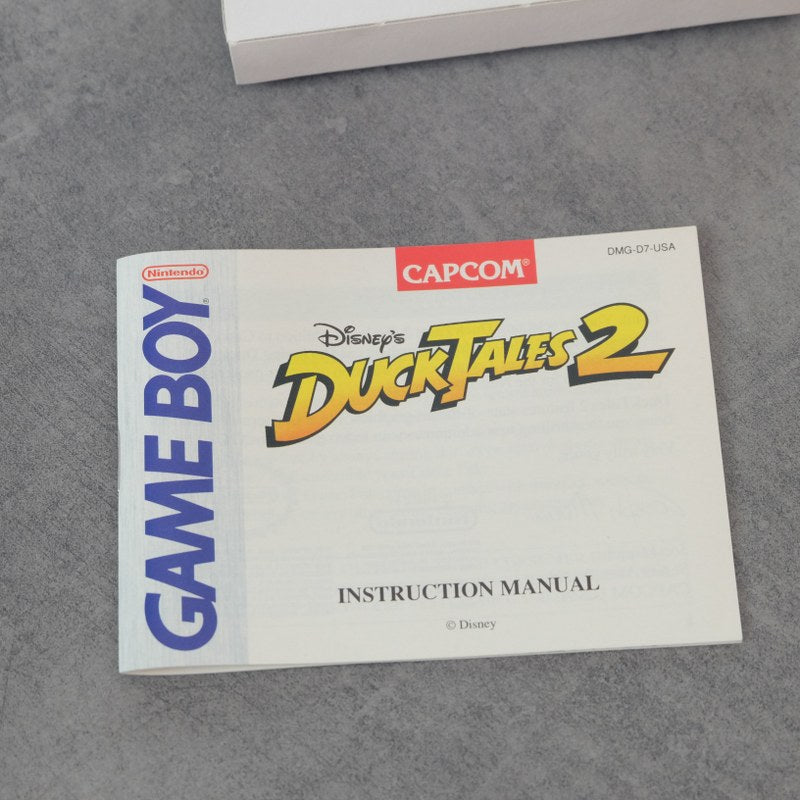 Nintendo®
GAME BOY®
CAPCOM®
DMG-D7-USA
Disney's
DUCKTALES 2
INSTRUCTION MANUAL
© Disney